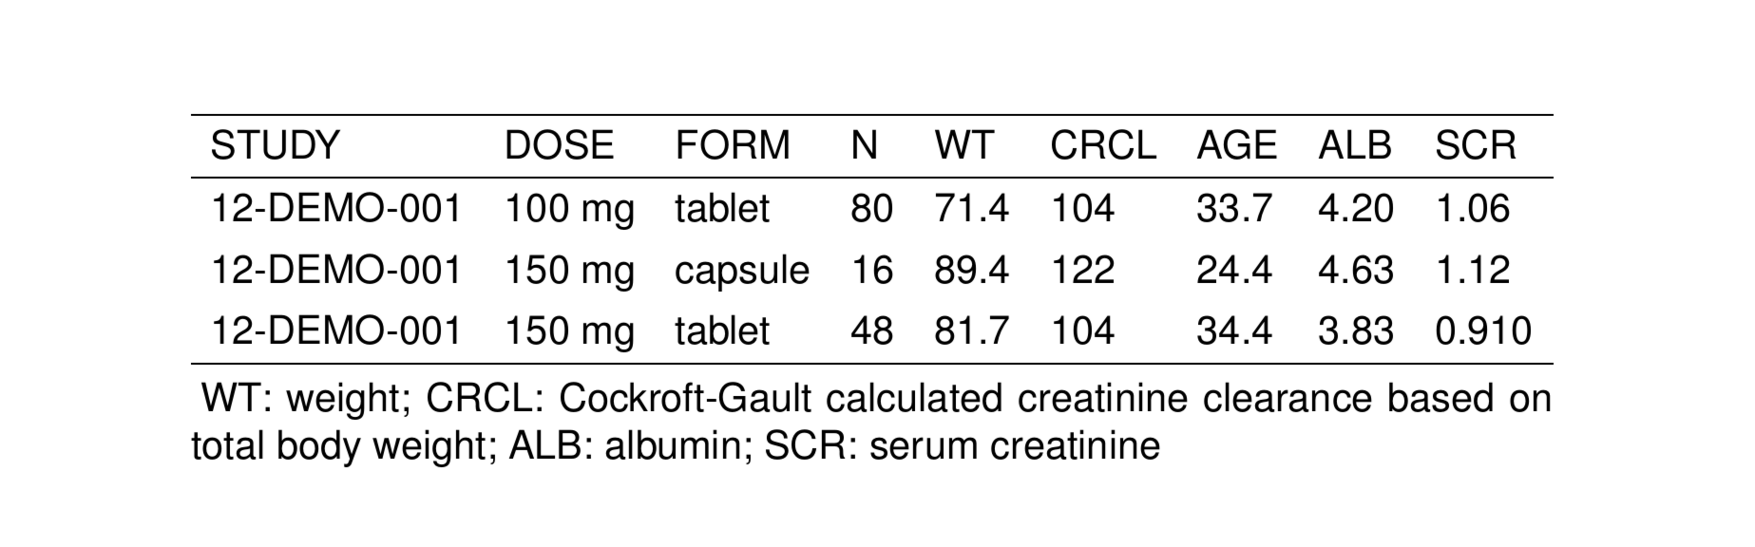 STUDY DOSE FORM N WT CRCL AGE ALB SCR
12-DEMO-001 100 mg tablet 80 71.4 104 33.7 4.20 1.06
12-DEMO-001 150 mg capsule 16 89.4 122 24.4 4.63 1.12
12-DEMO-001 150 mg tablet 48 81.7 104 34.4 3.83 0.910
WT: weight; CRCL: Cockroft-Gault calculated creatinine clearance based on
total body weight; ALB: albumin; SCR: serum creatinine